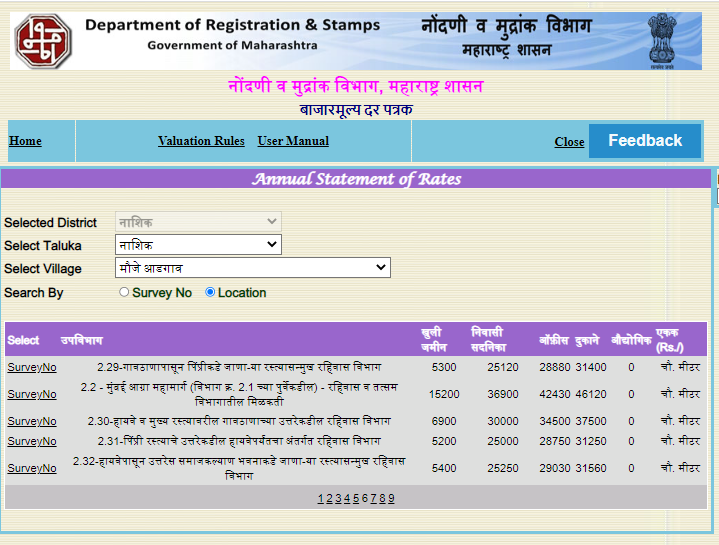 Department of Registration & Stamps
Government of Maharashtra
नोंदणी व मुद्रांक विभाग
महाराष्ट्र शासन
नोंदणी व मुद्रांक विभाग, महाराष्ट्र शासन
बाजारमूल्य दर पत्रक
Home Valuation Rules User Manual Close Feedback
Annual Statement of Rates
Selected District नाशिक
Select Taluka नाशिक
Select Village मौजे आडगाव
Search By Survey No Location
Select उपविभाग खुली जमीन निवासी सदनिका ऑफ़ीस दुकाने औद्योगिक एकक (Rs./)
SurveyNo 2.29-गावठाणापासून पिंप्रीकडे जाणा-या रस्त्यासन्मुख रहिवास विभाग 5300 25120 28880 31400 0 चौ. मीटर
SurveyNo 2.2 - मुंबई आग्रा महामार्ग (विभाग क्र. 2.1 च्या पुर्वेकडील) - रहिवास व तत्सम विभागातील मिळकती 15200 36900 42430 46120 0 चौ. मीटर
SurveyNo 2.30-हायवे व मुख्य रस्त्यावरील गावठाणाच्या उत्तरेकडील रहिवास विभाग 6900 30000 34500 37500 0 चौ. मीटर
SurveyNo 2.31-पिंप्री रस्त्याचे उत्तरेकडील हायवेपर्यंतचा अंतर्गत रहिवास विभाग 5200 25000 28750 31250 0 चौ. मीटर
SurveyNo 2.32-हायवेपासून उत्तरेस समाजकल्याण भवनाकडे जाणा-या रस्त्यासन्मुख रहिवास विभाग 5400 25250 29030 31560 0 चौ. मीटर
1 2 3 4 5 6 7 8 9